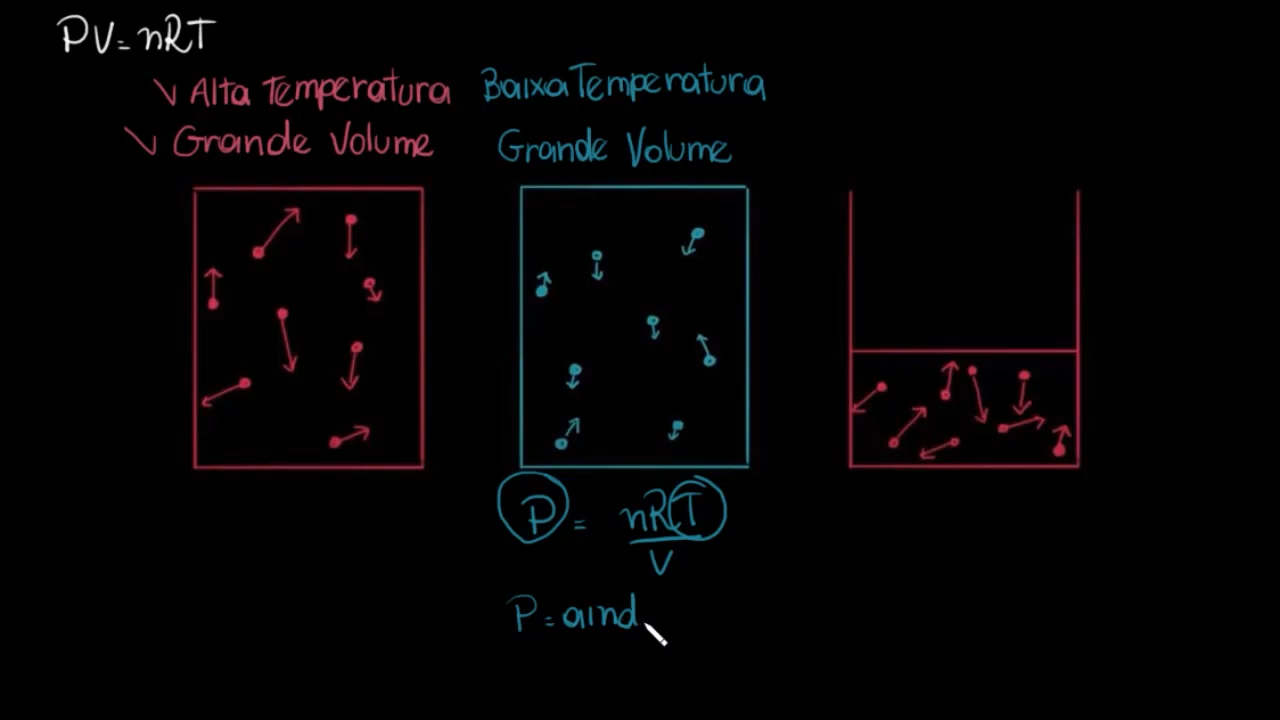 PV = nRT
Alta Temperatura
Grande Volume
Baixa Temperatura
Grande Volume
P = nRT
V
P = aind